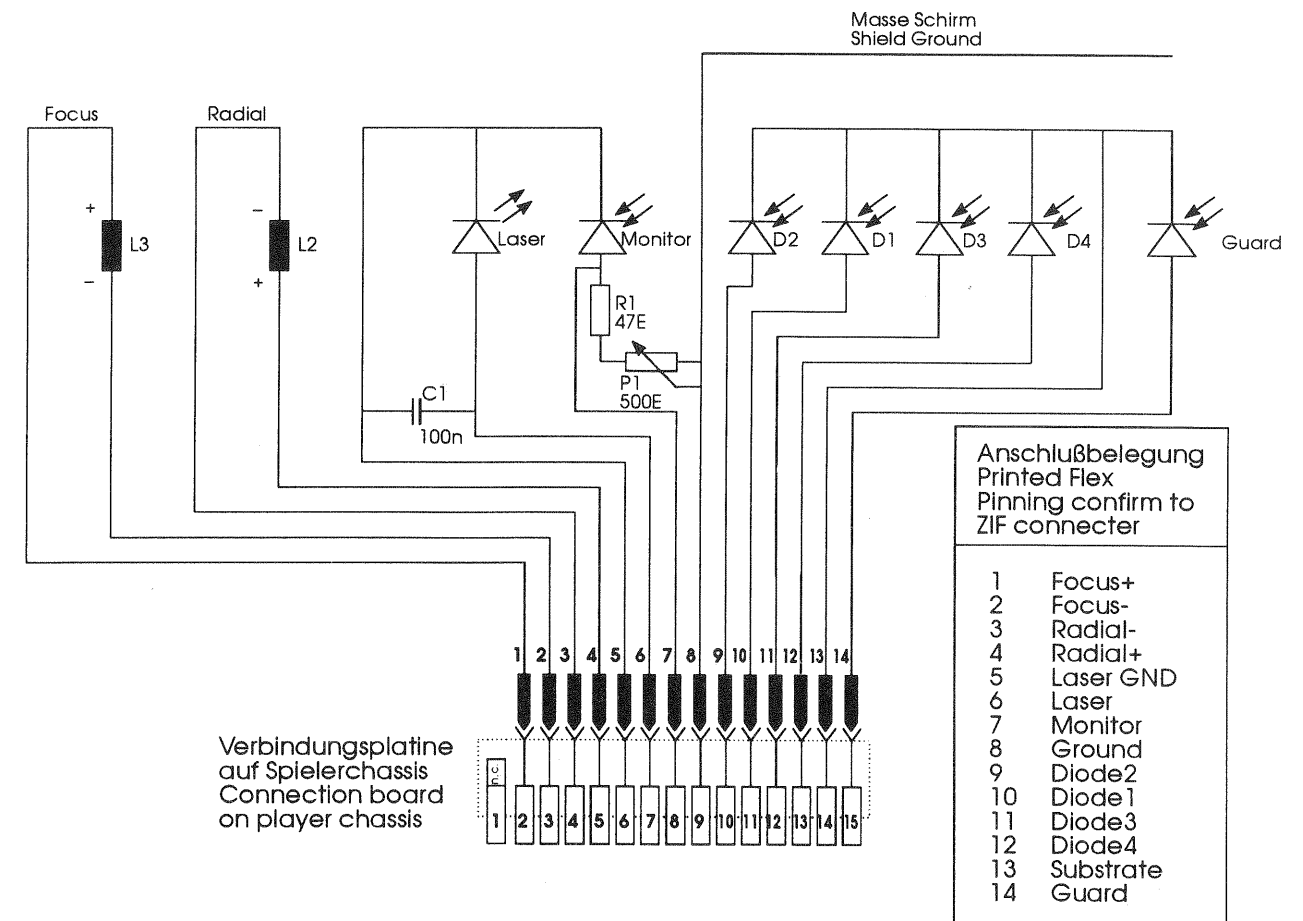 Masse Schirm
Shield Ground
Focus
Radial
+
L3
−
−
L2
+
Laser
Monitor
D2
D1
D3
D4
Guard
R1
47E
P1
500E
C1
100n
Anschlußbelegung
Printed Flex
Pinning confirm to
ZIF connecter
1 Focus+
2 Focus-
3 Radial-
4 Radial+
5 Laser GND
6 Laser
7 Monitor
8 Ground
9 Diode2
10 Diode1
11 Diode3
12 Diode4
13 Substrate
14 Guard
1 2 3 4 5 6 7 8 9 10 11 12 13 14
Verbindungsplatine
auf Spielerchassis
Connection board
on player chassis
n.c.
1 2 3 4 5 6 7 8 9 10 11 12 13 14 15